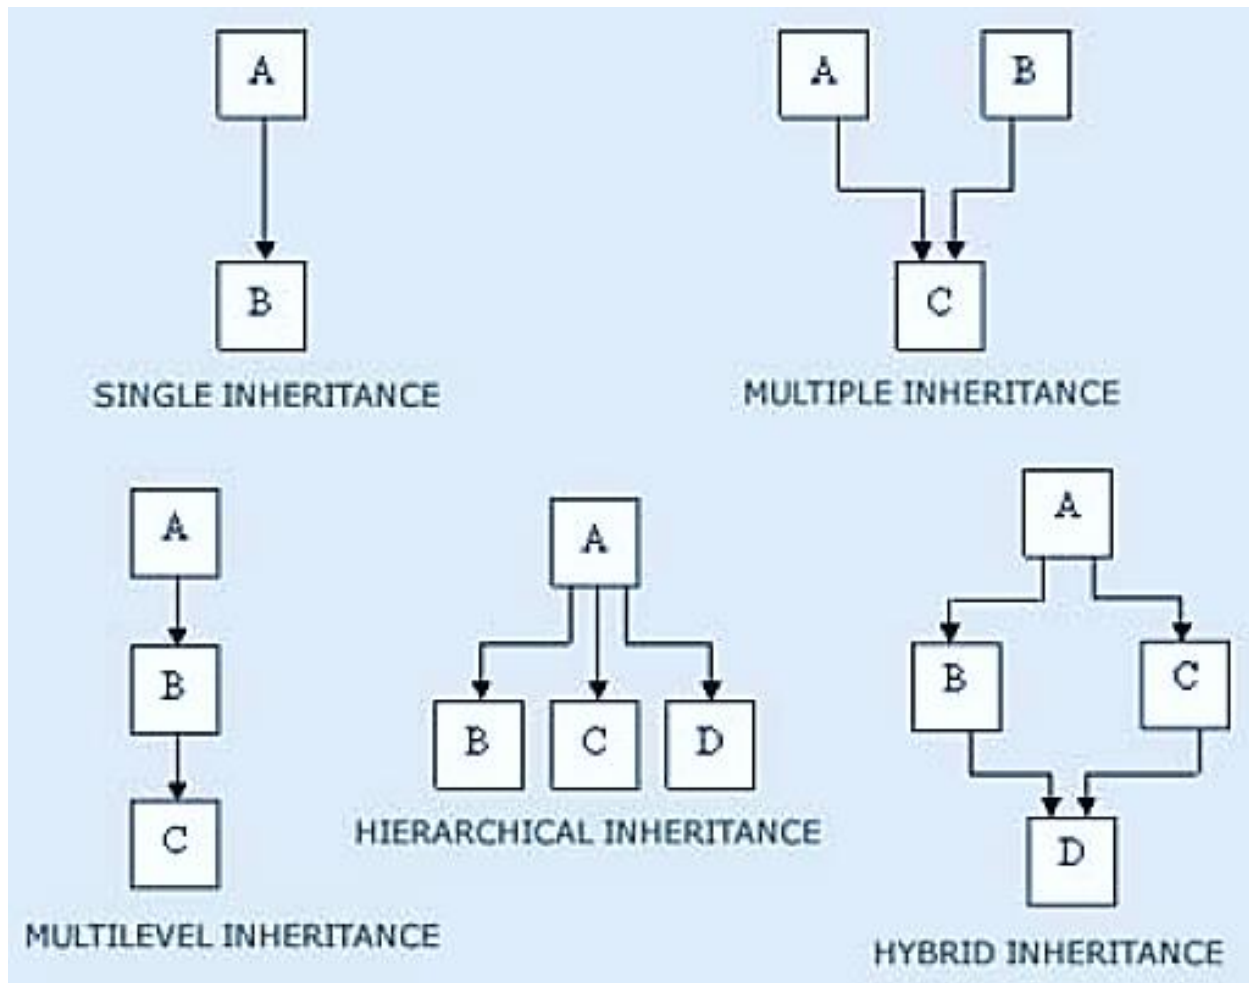 A
B
SINGLE INHERITANCE
A B
C
MULTIPLE INHERITANCE
A
B
C
MULTILEVEL INHERITANCE
A
B C D
HIERARCHICAL INHERITANCE
A
B C
D
HYBRID INHERITANCE